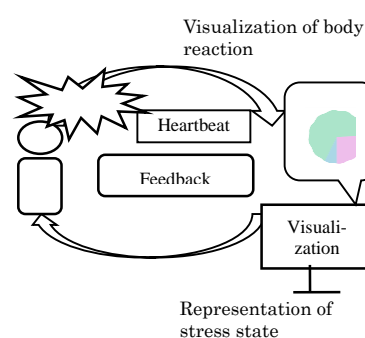 Visualization of body
reaction
Heartbeat
Feedback
Visuali-
zation
Representation of
stress state